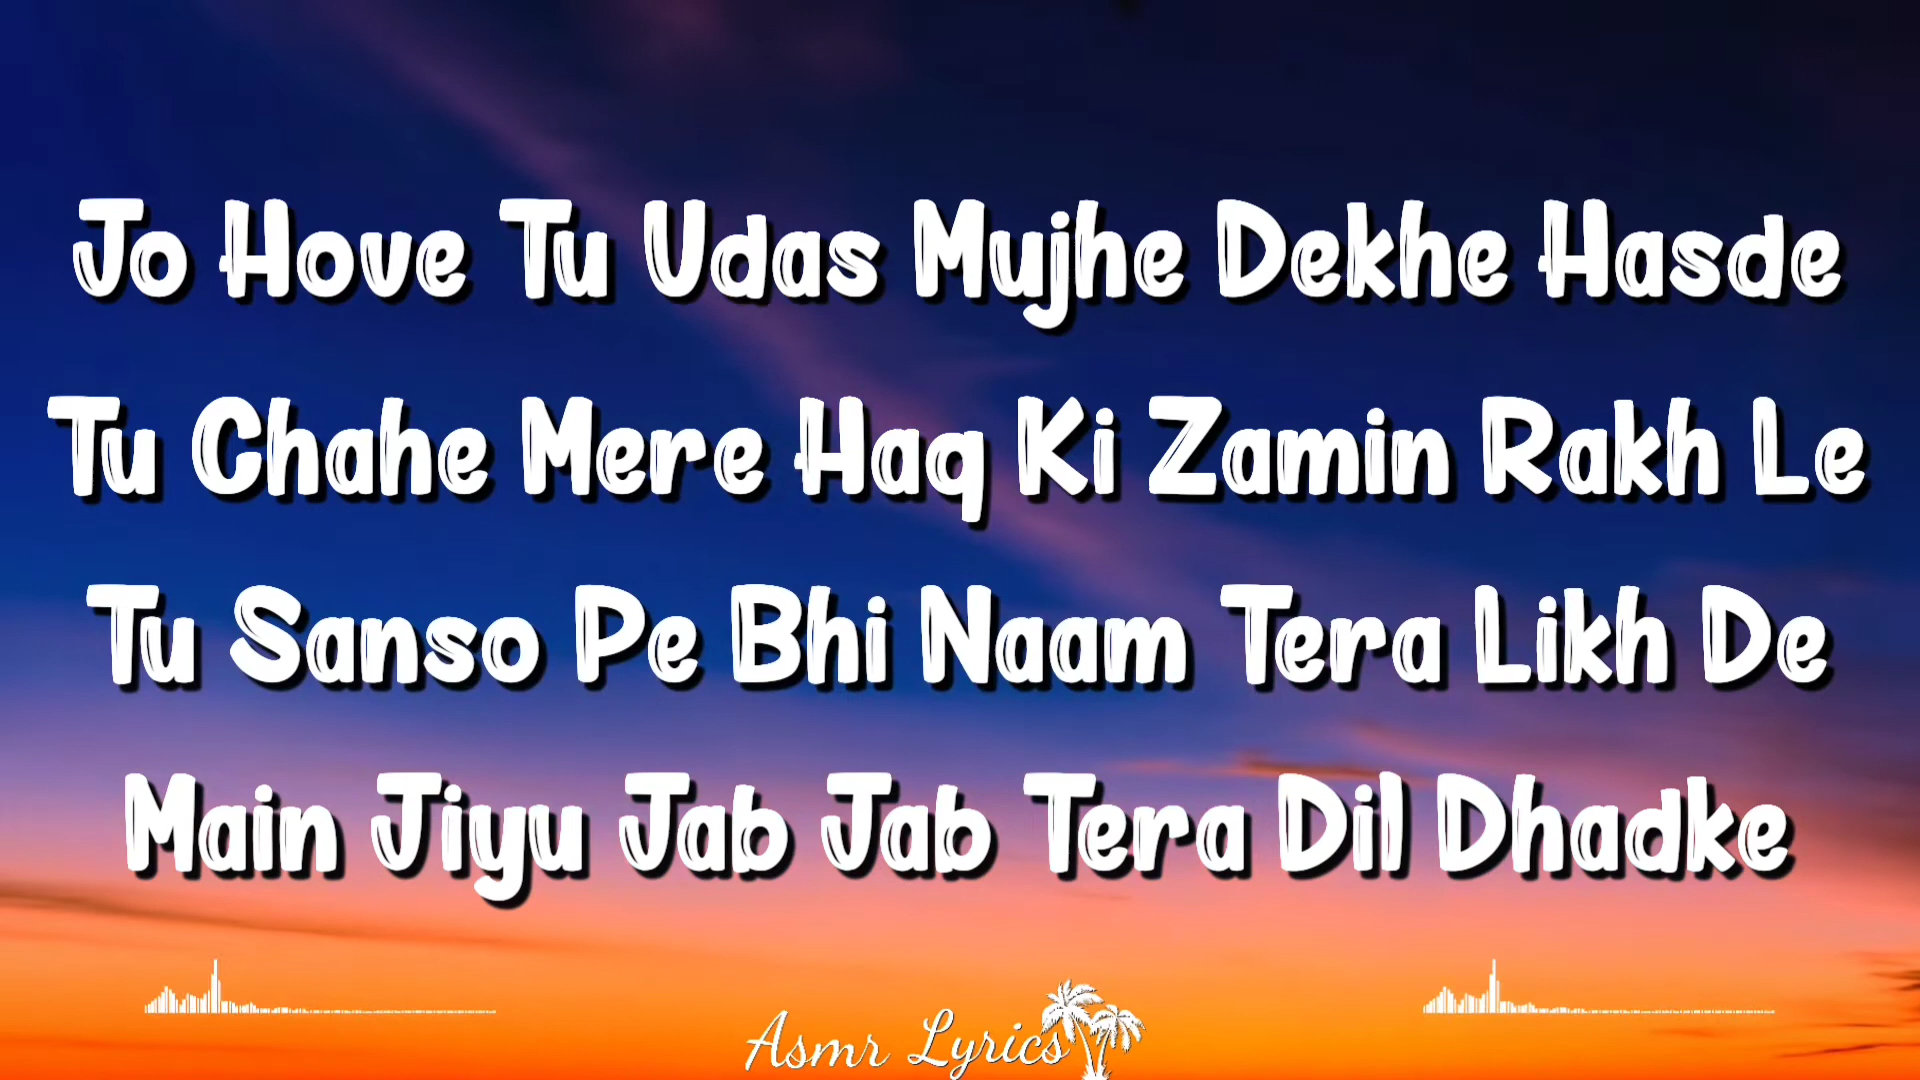 Jo Hove Tu Udas Mujhe Dekhe Hasde
Tu Chahe Mere Haq Ki Zamin Rakh Le
Tu Sanso Pe Bhi Naam Tera Likh De
Main Jiyu Jab Jab Tera Dil Dhadke
Asmr Lyrics